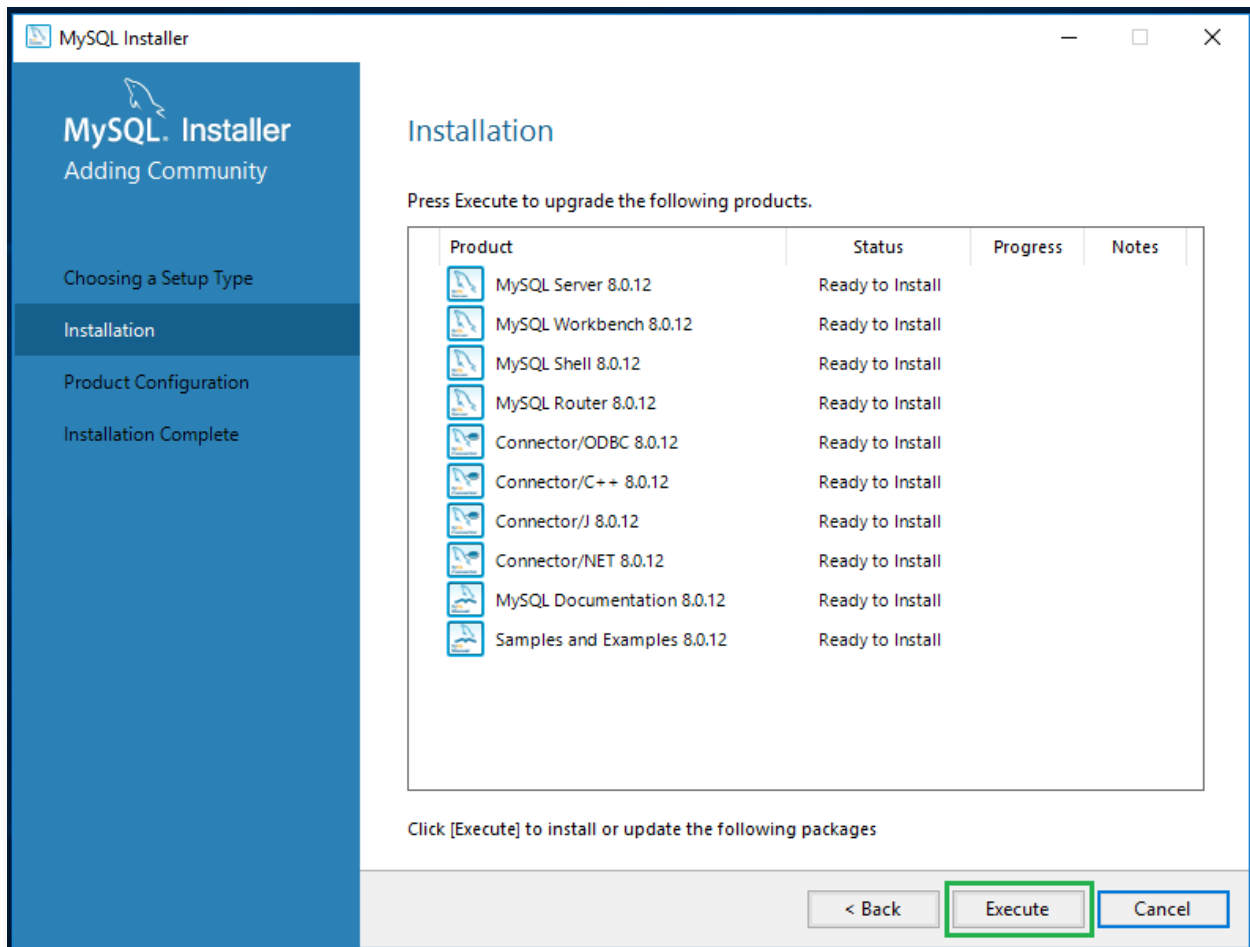 MySQL Installer
MySQL. Installer
Adding Community
Choosing a Setup Type
Installation
Product Configuration
Installation Complete
Installation
Press Execute to upgrade the following products.
Product Status Progress Notes
MySQL Server 8.0.12 Ready to Install
MySQL Workbench 8.0.12 Ready to Install
MySQL Shell 8.0.12 Ready to Install
MySQL Router 8.0.12 Ready to Install
Connector/ODBC 8.0.12 Ready to Install
Connector/C++ 8.0.12 Ready to Install
Connector/J 8.0.12 Ready to Install
Connector/NET 8.0.12 Ready to Install
MySQL Documentation 8.0.12 Ready to Install
Samples and Examples 8.0.12 Ready to Install
Click [Execute] to install or update the following packages
< Back Execute Cancel